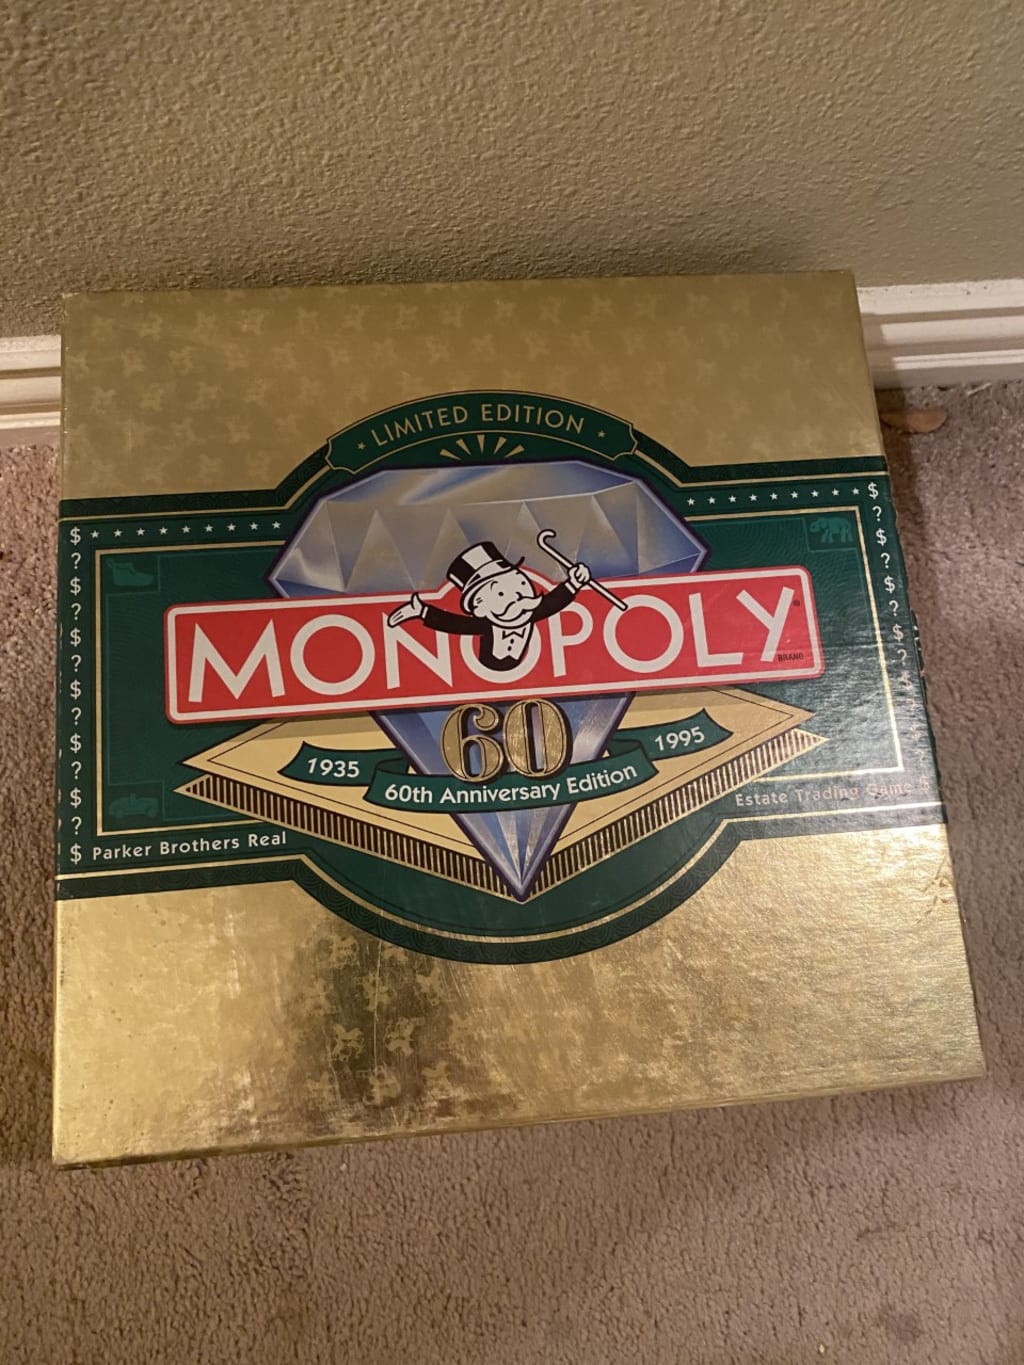 ★ LIMITED EDITION ★
MONOPOLY®
BRAND
60
1935
1995
60th Anniversary Edition
$ ? $ ? $ ? $ ? $ ? $ ? $
$ ? $ ? $ ? $ ?
Parker Brothers Real
Estate Trading Game $